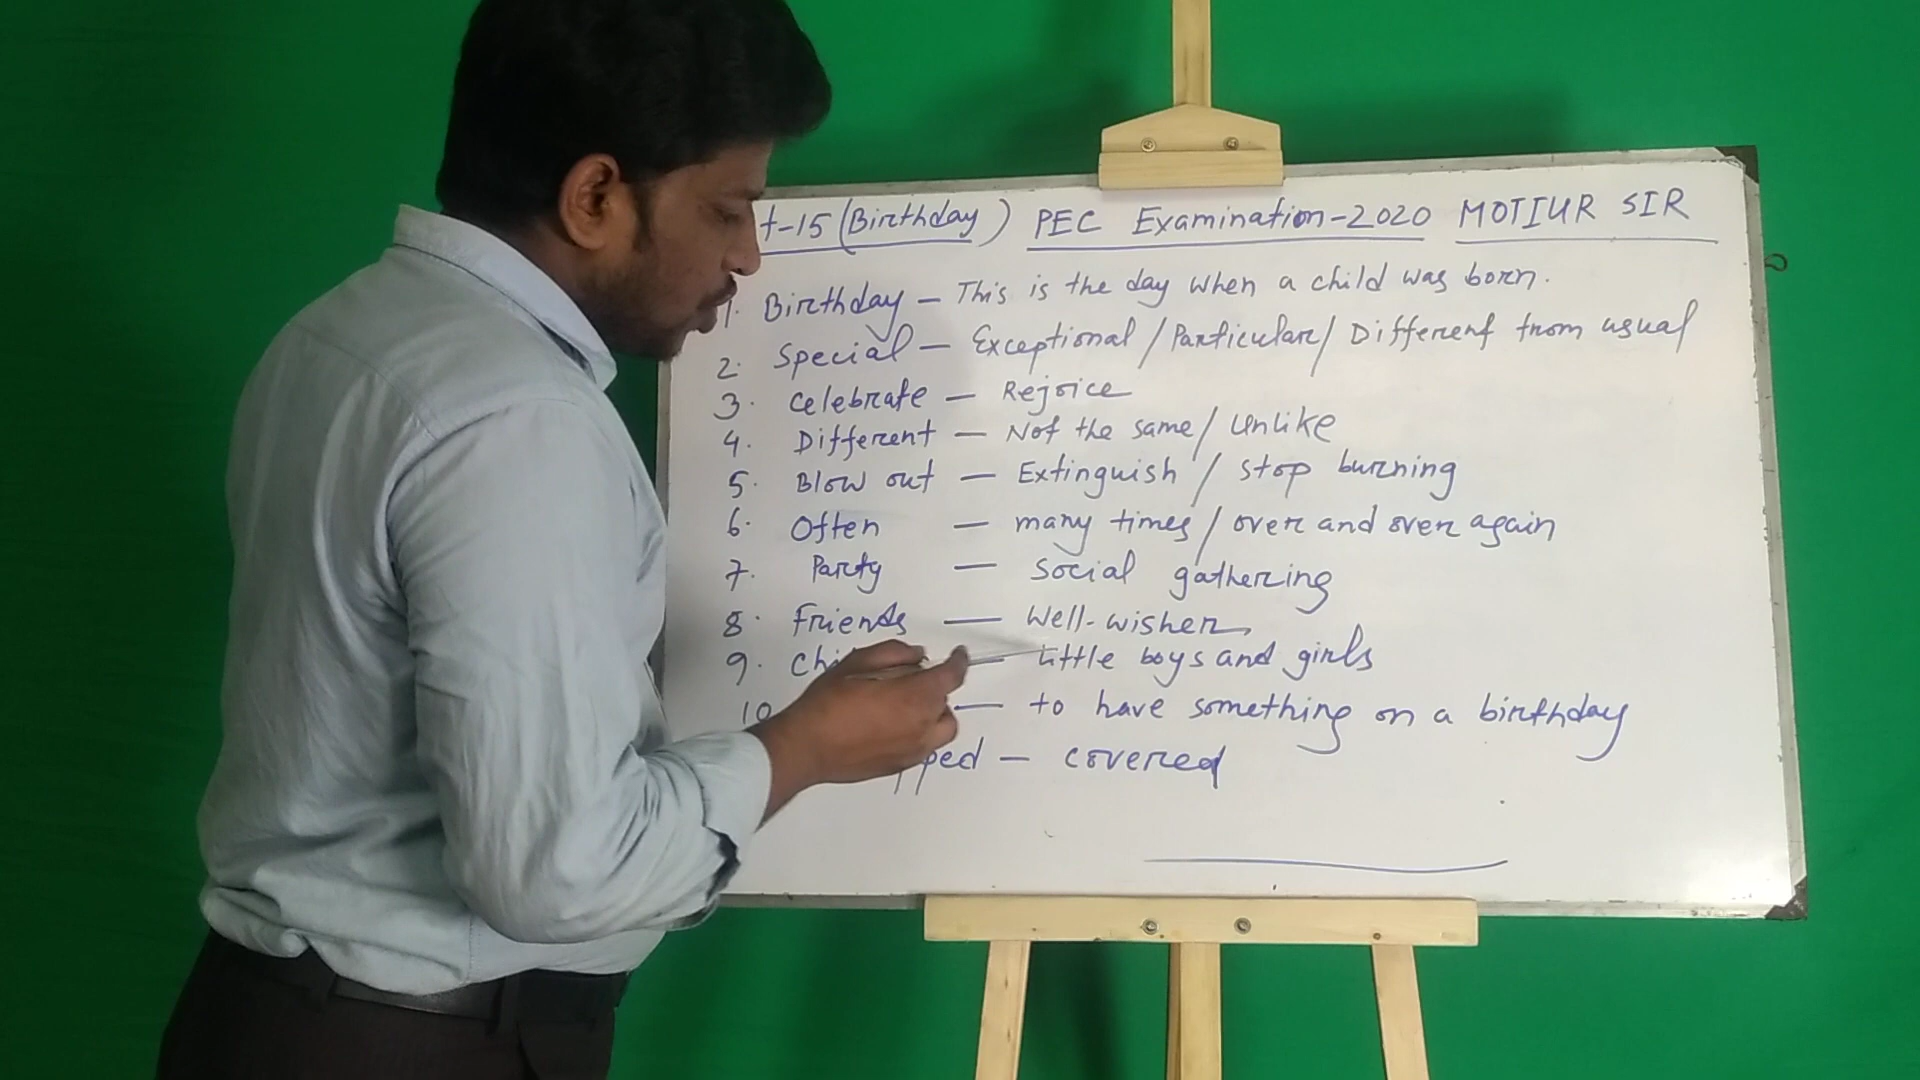 t-15 (Birthday) PEC Examination-2020 MOTIUR SIR
1. Birthday – This is the day when a child was born.
2. Special – Exceptional / Particular / Different from usual
3. Celebrate – Rejoice
4. Different – Not the same / Unlike
5. Blow out – Extinguish / Stop burning
6. Often – many times / over and over again
7. Party – Social gathering
8. Friends – Well-wisher
9. Chi – Little boys and girls
10 – to have something on a birthday
pped – covered